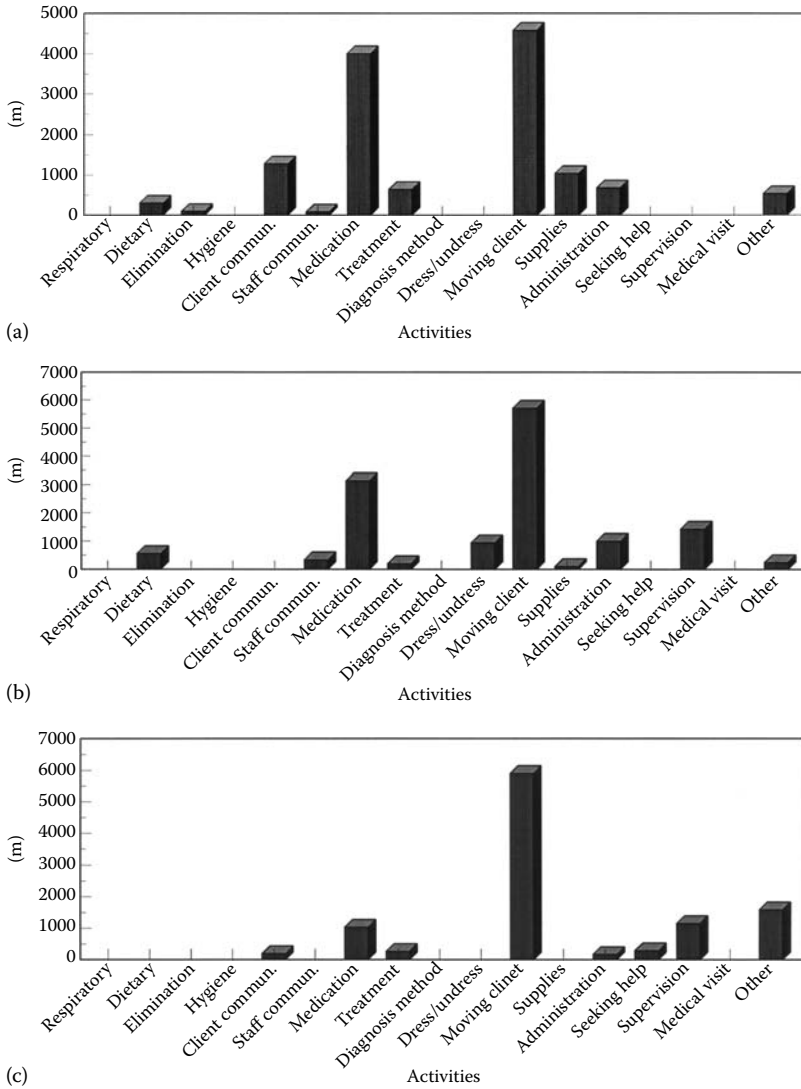 5000
4000
3000
2000
1000
0
(m)
Respiratory
Dietary
Elimination
Hygiene
Client commun.
Staff commun.
Medication
Treatment
Diagnosis method
Dress/undress
Moving client
Supplies
Administration
Seeking help
Supervision
Medical visit
Other
(a)
Activities
7000
6000
5000
4000
3000
2000
1000
0
(m)
Respiratory
Dietary
Elimination
Hygiene
Client commun.
Staff commun.
Medication
Treatment
Diagnosis method
Dress/undress
Moving client
Supplies
Administration
Seeking help
Supervision
Medical visit
Other
Activities
(b)
7000
6000
5000
4000
3000
2000
1000
0
(m)
Respiratory
Dietary
Elimination
Hygiene
Client commun.
Staff commun.
Medication
Treatment
Diagnosis method
Dress/undress
Moving clinet
Supplies
Administration
Seeking help
Supervision
Medical visit
Other
(c)
Activities